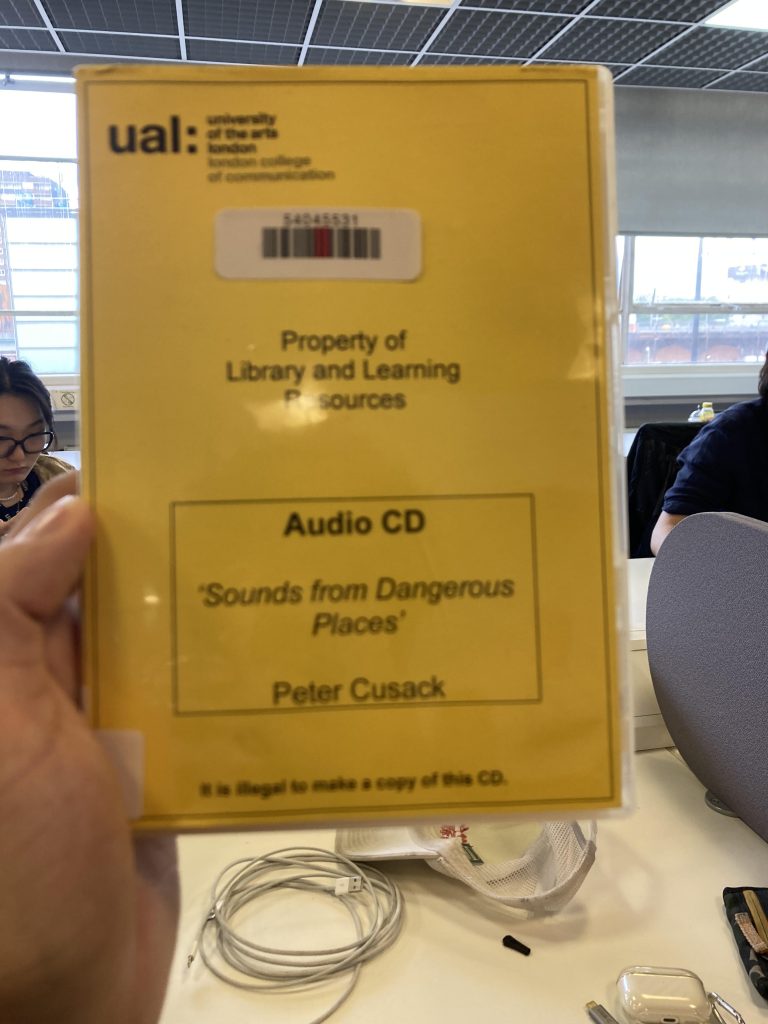 ual:
university
of the arts
london
london college
of communication
54045531
Property of
Library and Learning
Resources
Audio CD
‘Sounds from Dangerous
Places’
Peter Cusack
It is illegal to make a copy of this CD.